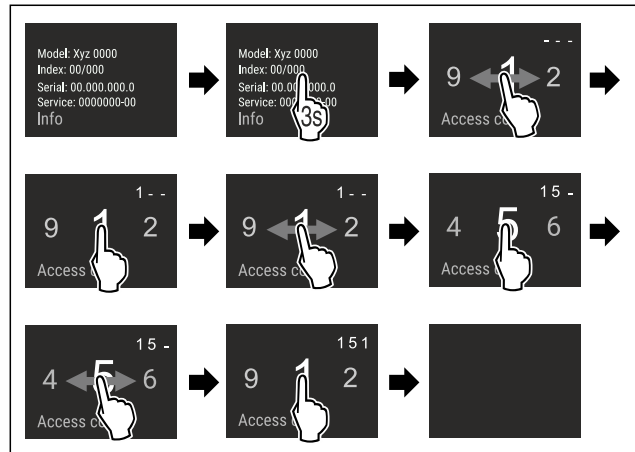 Model: Xyz 0000
Index: 00/000
Serial: 00.000.000.0
Service: 0000000-00
Info
Model: Xyz 0000
Index: 00/000
Serial: 00.000.000.0
Service: 0000000-00
Info
3s
- - -
9 1 2
Access
1 - -
9 1 2
Access
1 - -
9 1 2
Access
1 5 -
4 5 6
Access
1 5 -
4 5 6
Access
1 5 1
9 1 2
Access